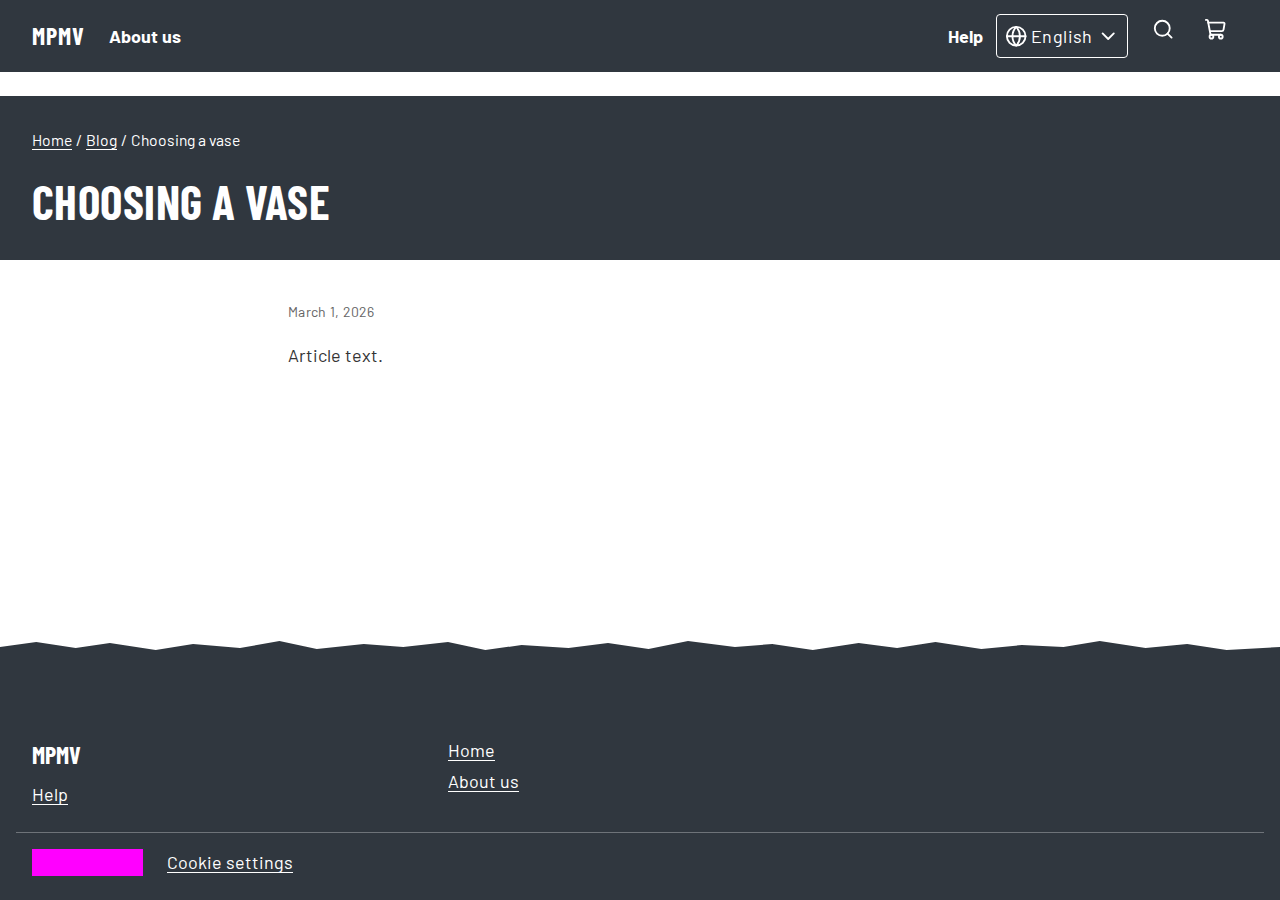 MPMV About us Help English
Home / Blog / Choosing a vase
CHOOSING A VASE
March 1, 2026
Article text.
MPMV
Help
Home
About us
Cookie settings